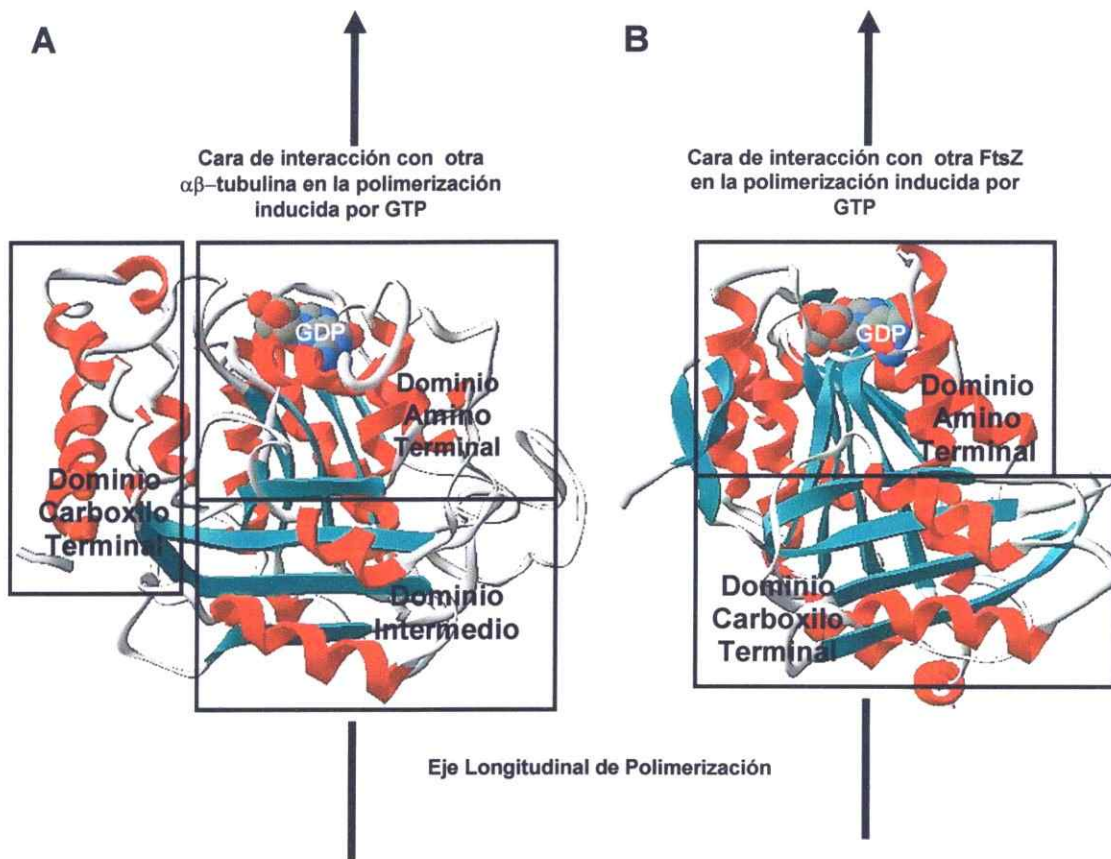 A
Cara de interacción con otra
αβ–tubulina en la polimerización
inducida por GTP
GDP
Dominio
Amino
Terminal
Dominio
Carboxilo
Terminal
Dominio
Intermedio
B
Cara de interacción con otra FtsZ
en la polimerización inducida por
GTP
GDP
Dominio
Amino
Terminal
Dominio
Carboxilo
Terminal
Eje Longitudinal de Polimerización